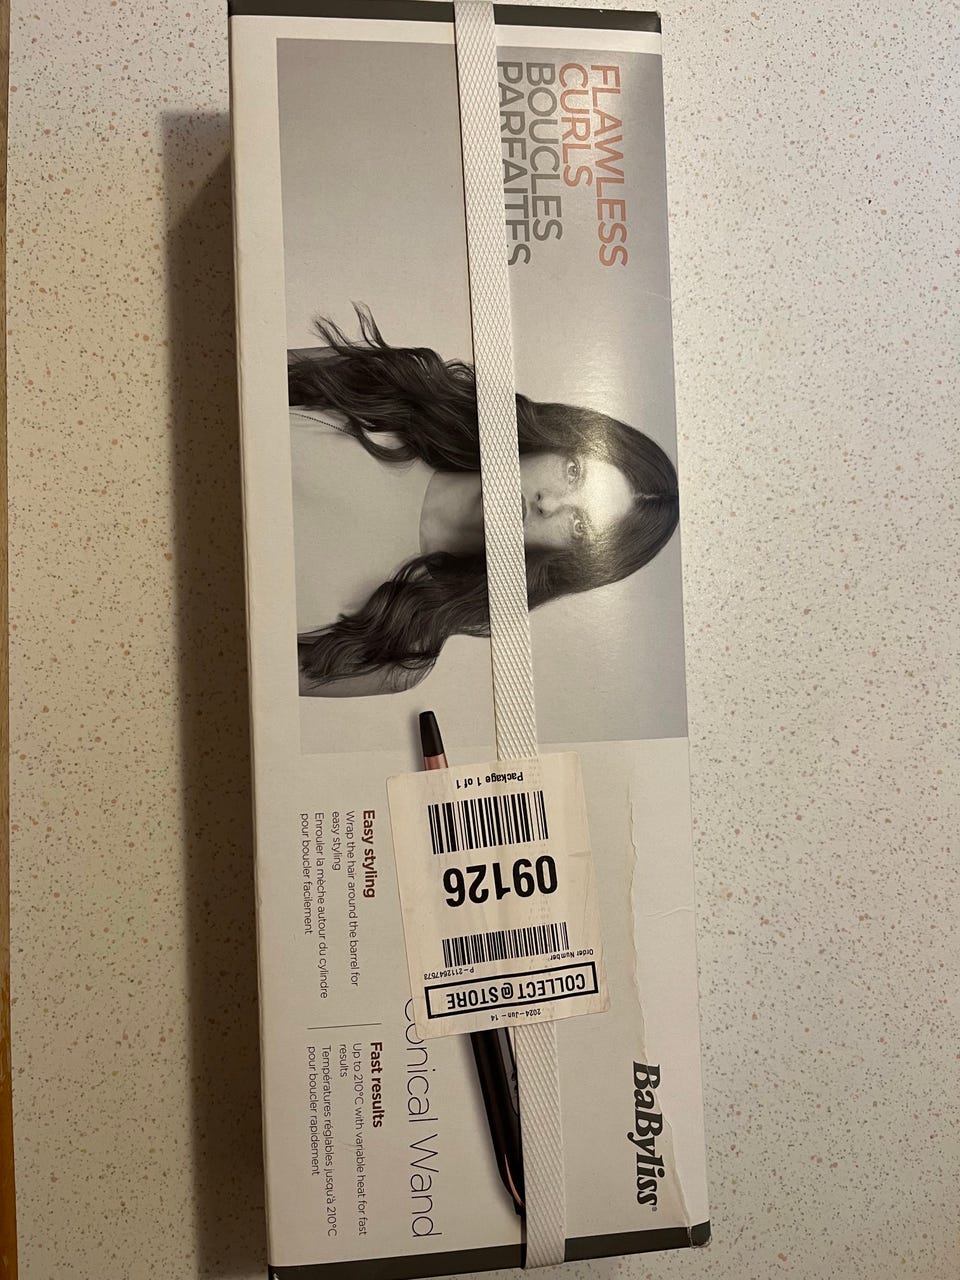 FLAWLESS
CURLS
BOUCLES
PARFAITES
BaByliss®
Conical Wand
Easy styling
Wrap the hair around the barrel for
easy styling
Enrouler la mèche autour du cylindre
pour boucler facilement
Fast results
Up to 210°C with variable heat for fast
results
Températures réglables jusqu'à 210°C
pour boucler rapidement
2024-Jun-14
COLLECT@STORE
Order Number
P-2112647573
09126
Package 1 of 1